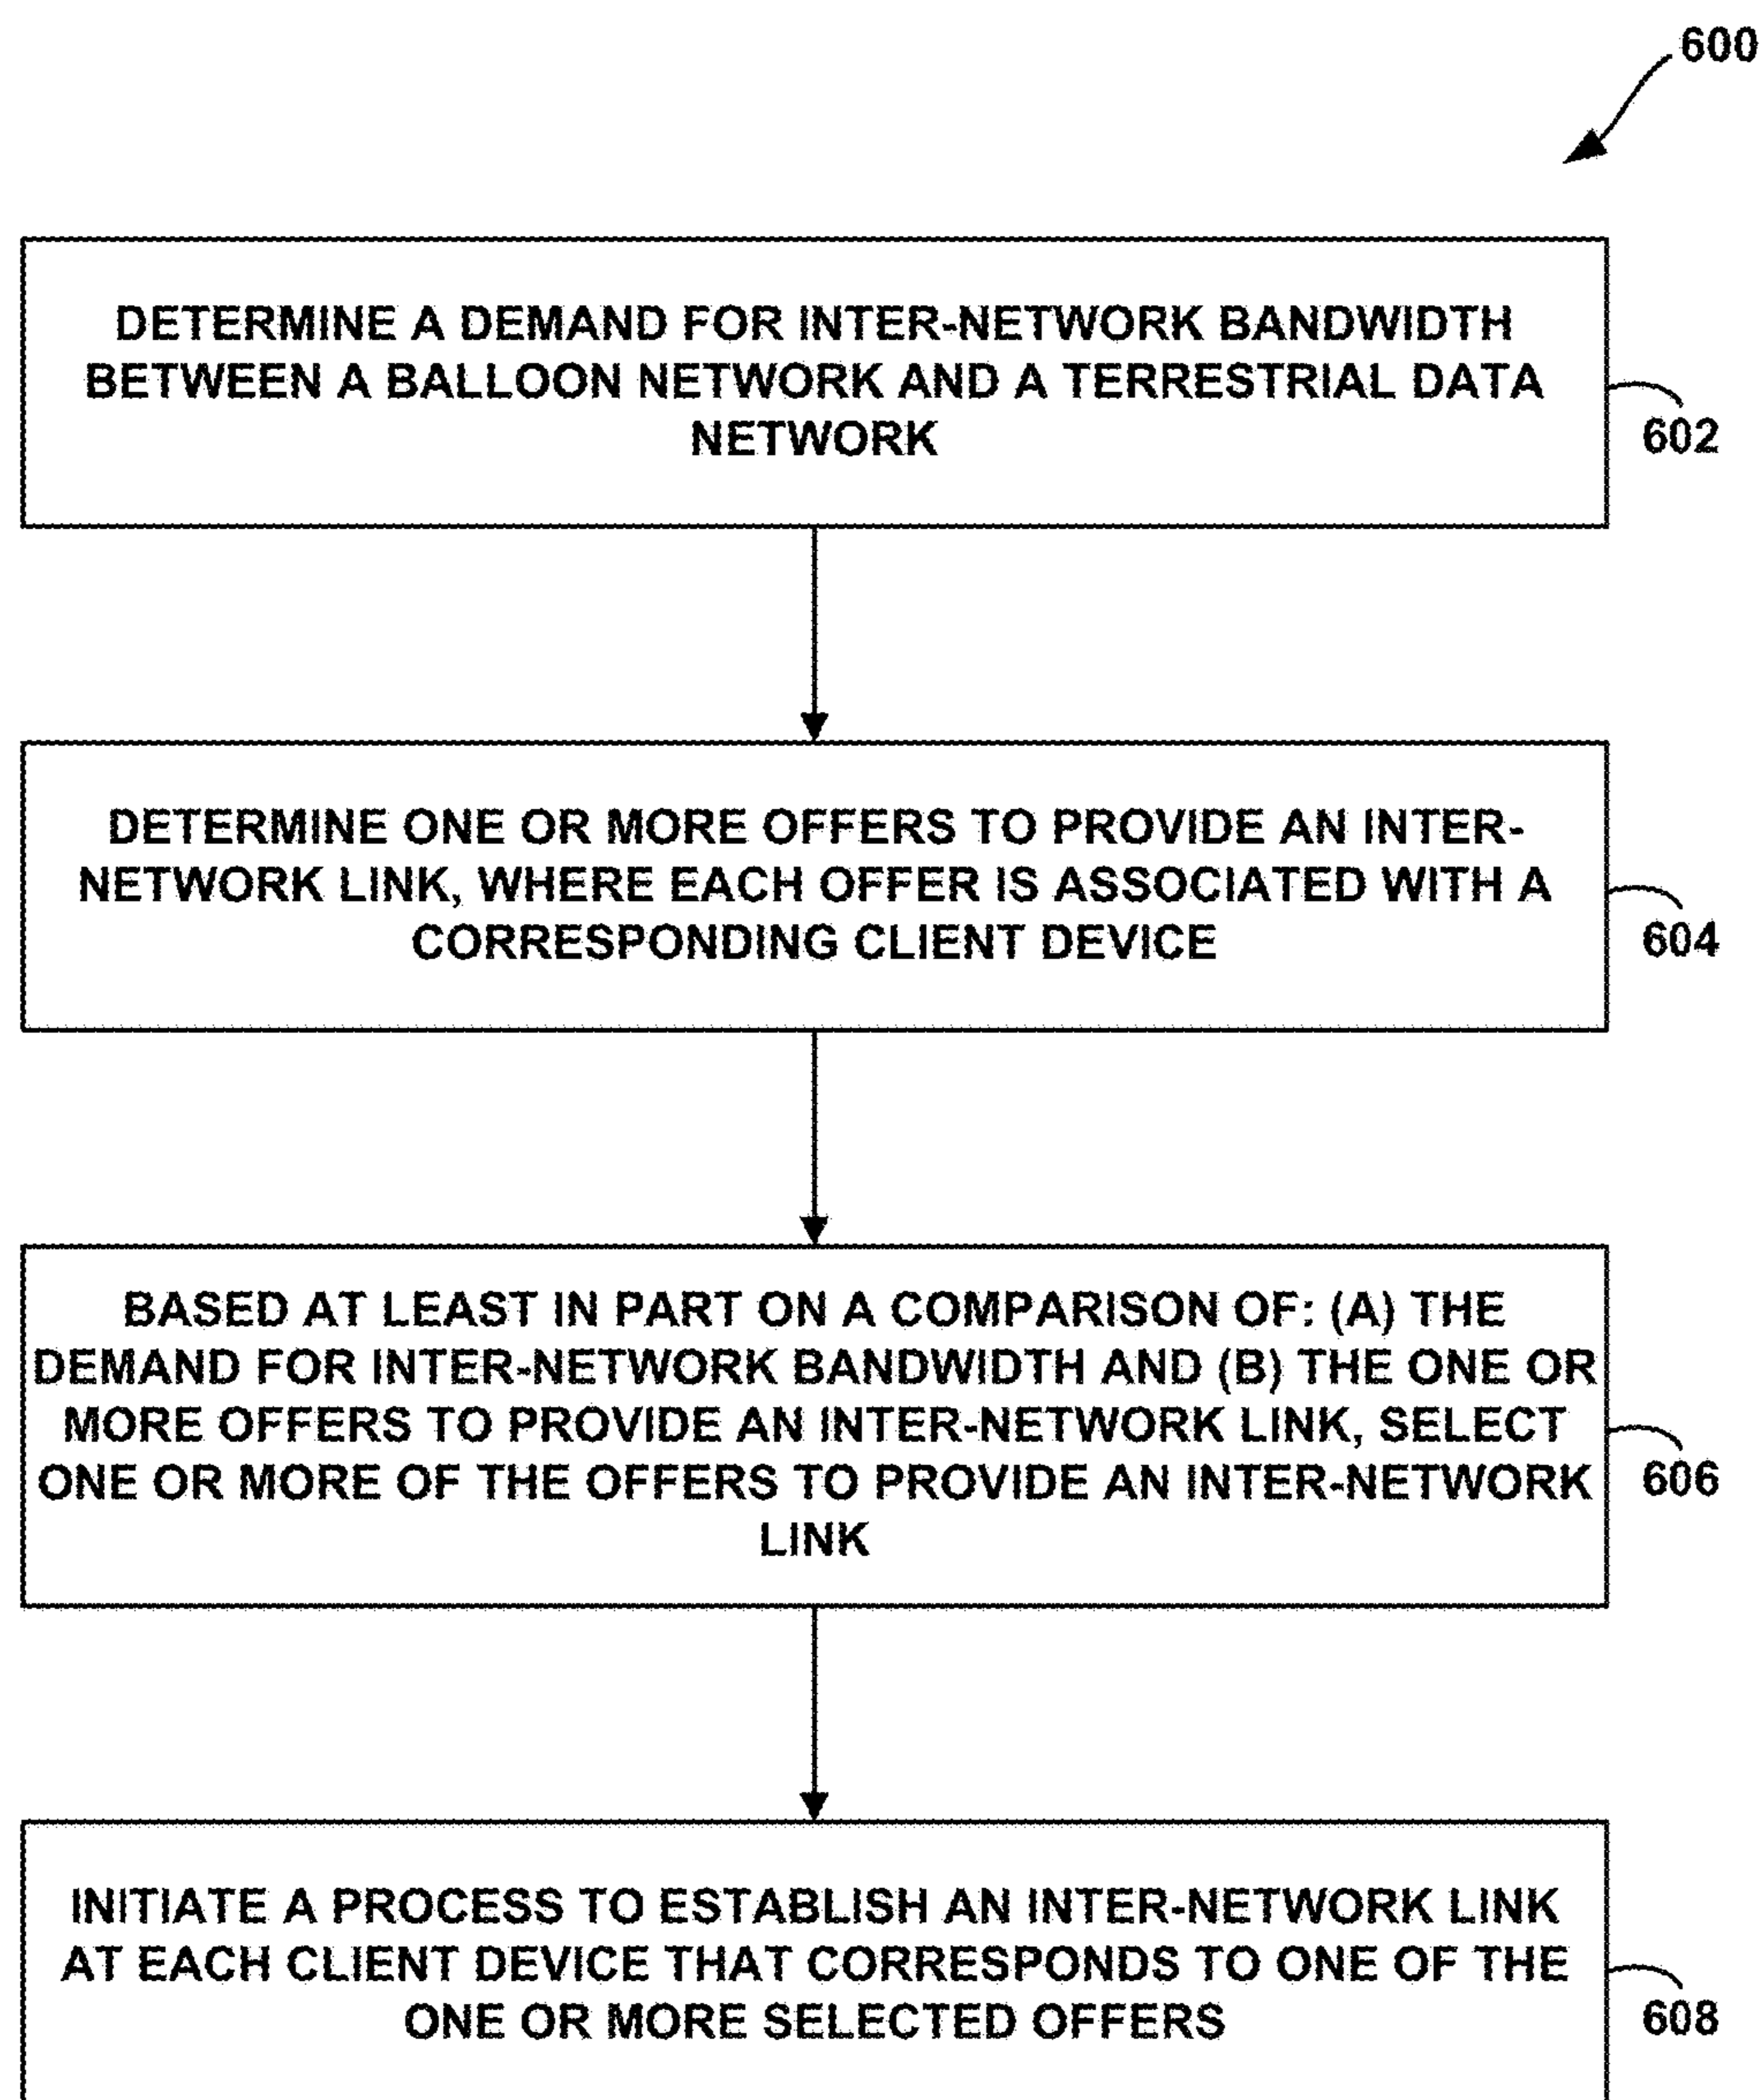 600
DETERMINE A DEMAND FOR INTER-NETWORK BANDWIDTH
BETWEEN A BALLOON NETWORK AND A TERRESTRIAL DATA
NETWORK
602
DETERMINE ONE OR MORE OFFERS TO PROVIDE AN INTER-
NETWORK LINK, WHERE EACH OFFER IS ASSOCIATED WITH A
CORRESPONDING CLIENT DEVICE
604
BASED AT LEAST IN PART ON A COMPARISON OF: (A) THE
DEMAND FOR INTER-NETWORK BANDWIDTH AND (B) THE ONE OR
MORE OFFERS TO PROVIDE AN INTER-NETWORK LINK, SELECT
ONE OR MORE OF THE OFFERS TO PROVIDE AN INTER-NETWORK
LINK
606
INITIATE A PROCESS TO ESTABLISH AN INTER-NETWORK LINK
AT EACH CLIENT DEVICE THAT CORRESPONDS TO ONE OF THE
ONE OR MORE SELECTED OFFERS
608